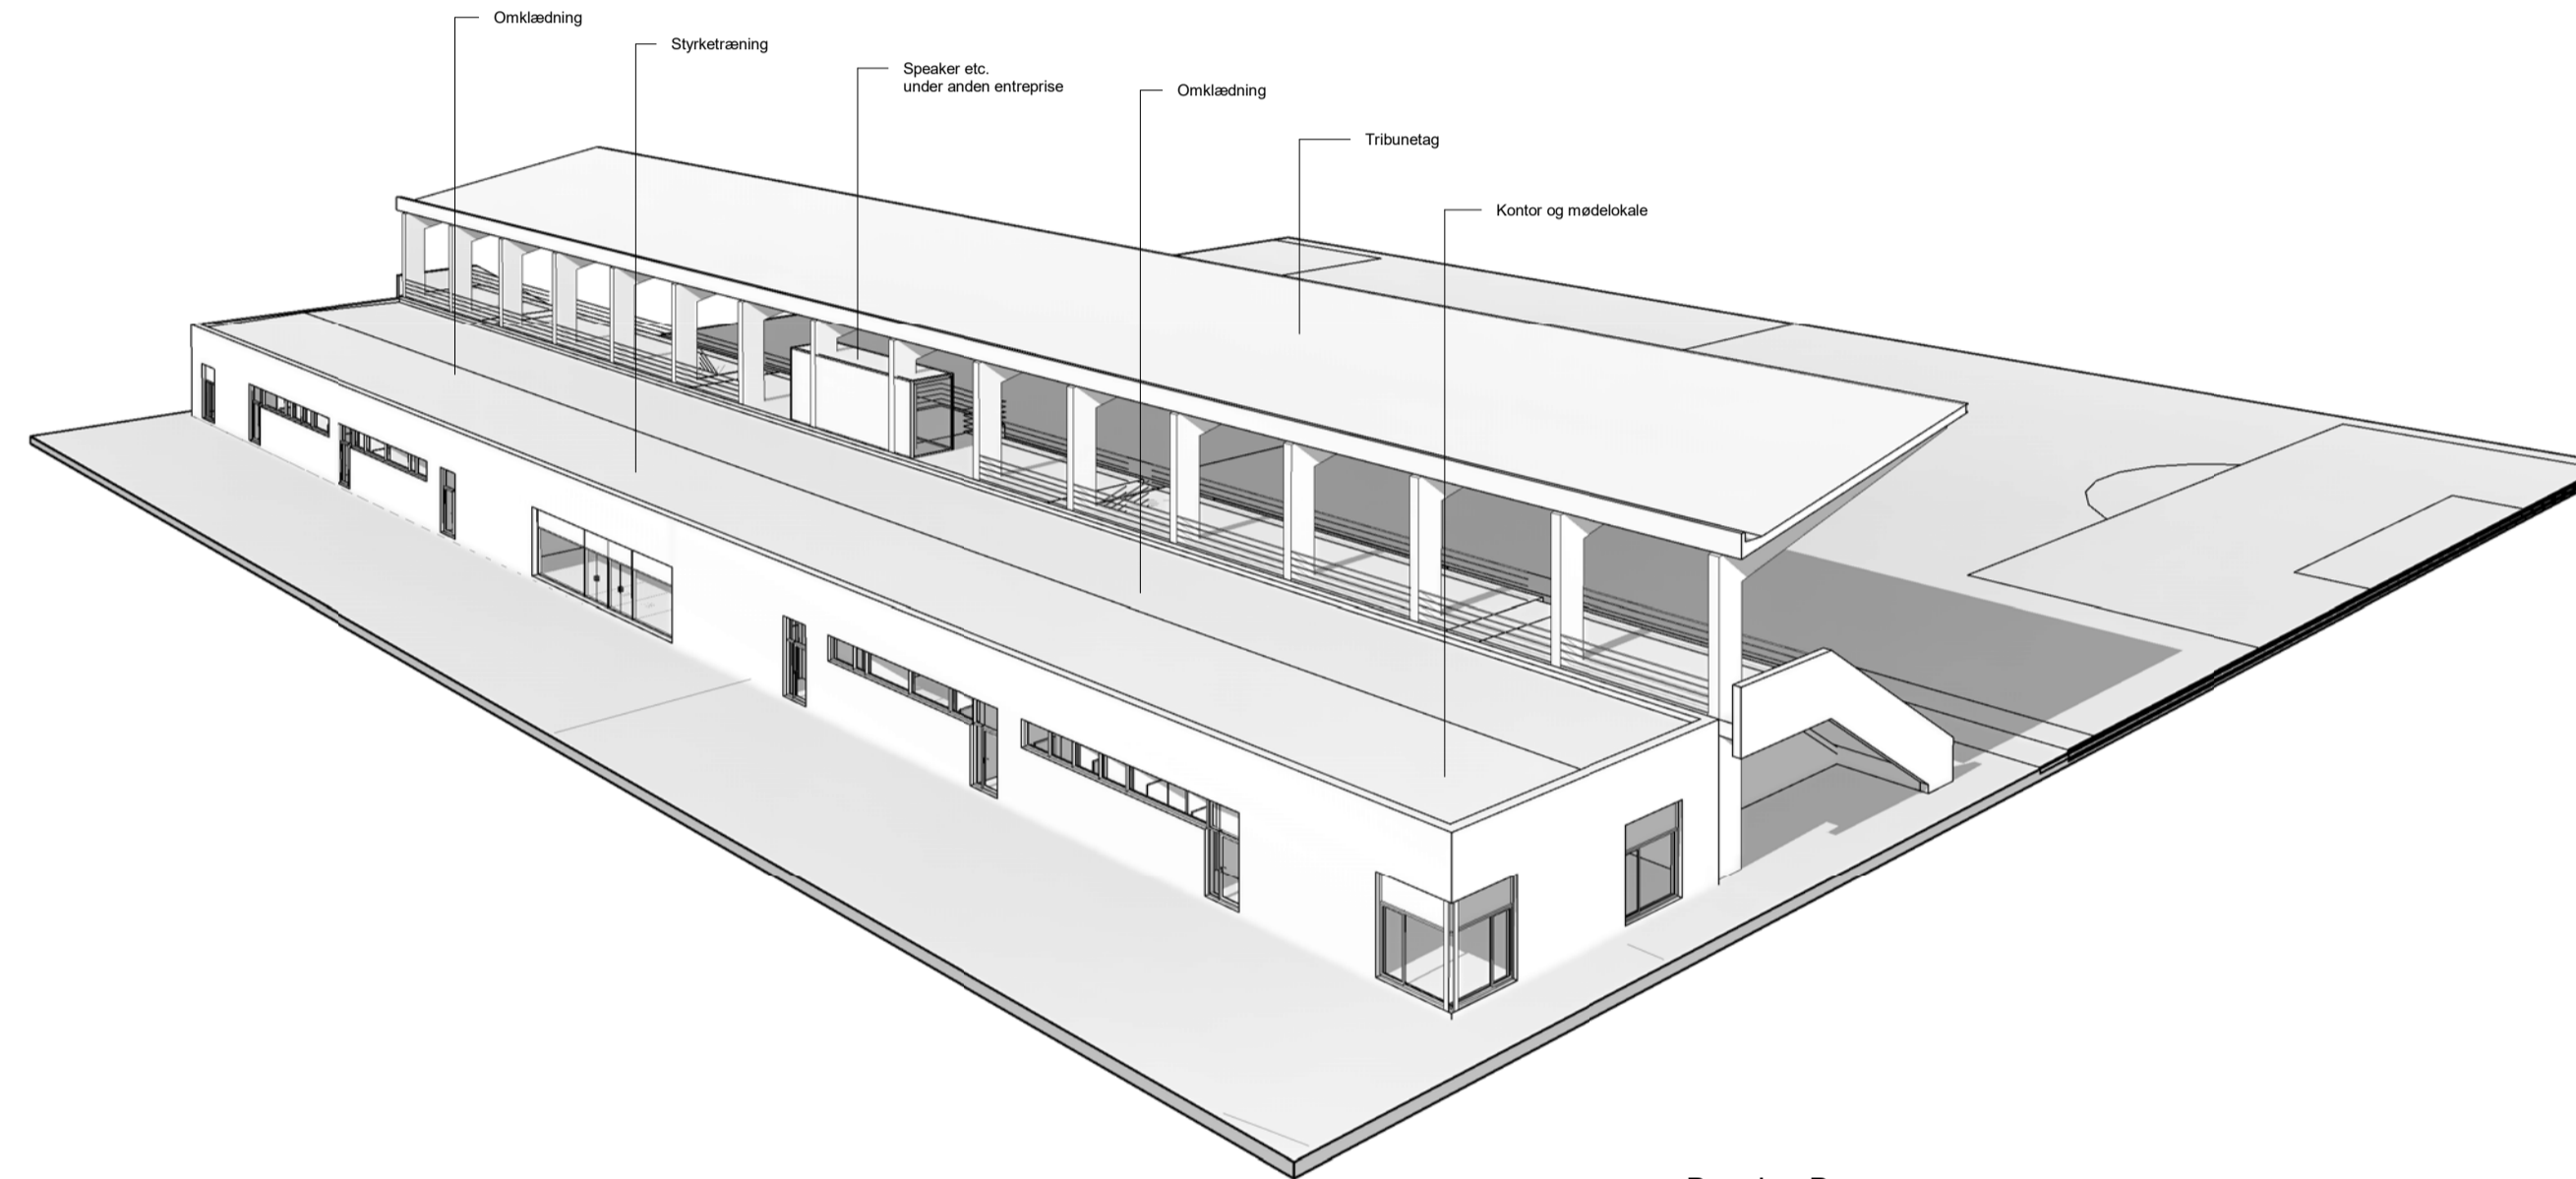 Omklædning
Styrketræning
Speaker etc.
under anden entreprise
Omklædning
Tribunetag
Kontor og mødelokale